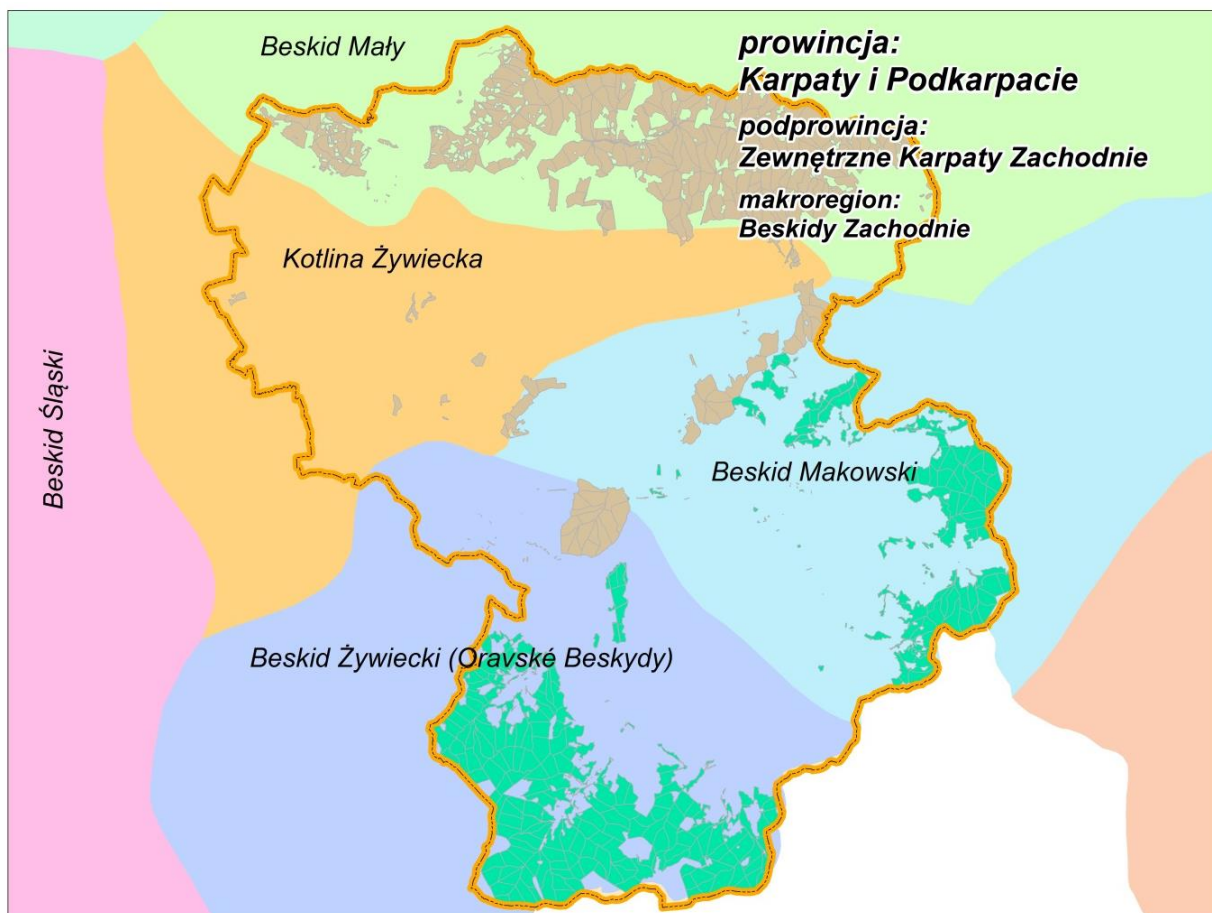 Beskid Mały
prowincja:
Karpaty i Podkarpacie
podprowincja:
Zewnętrzne Karpaty Zachodnie
makroregion:
Beskidy Zachodnie
Kotlina Żywiecka
Beskid Śląski
Beskid Makowski
Beskid Żywiecki (Oravské Beskydy)